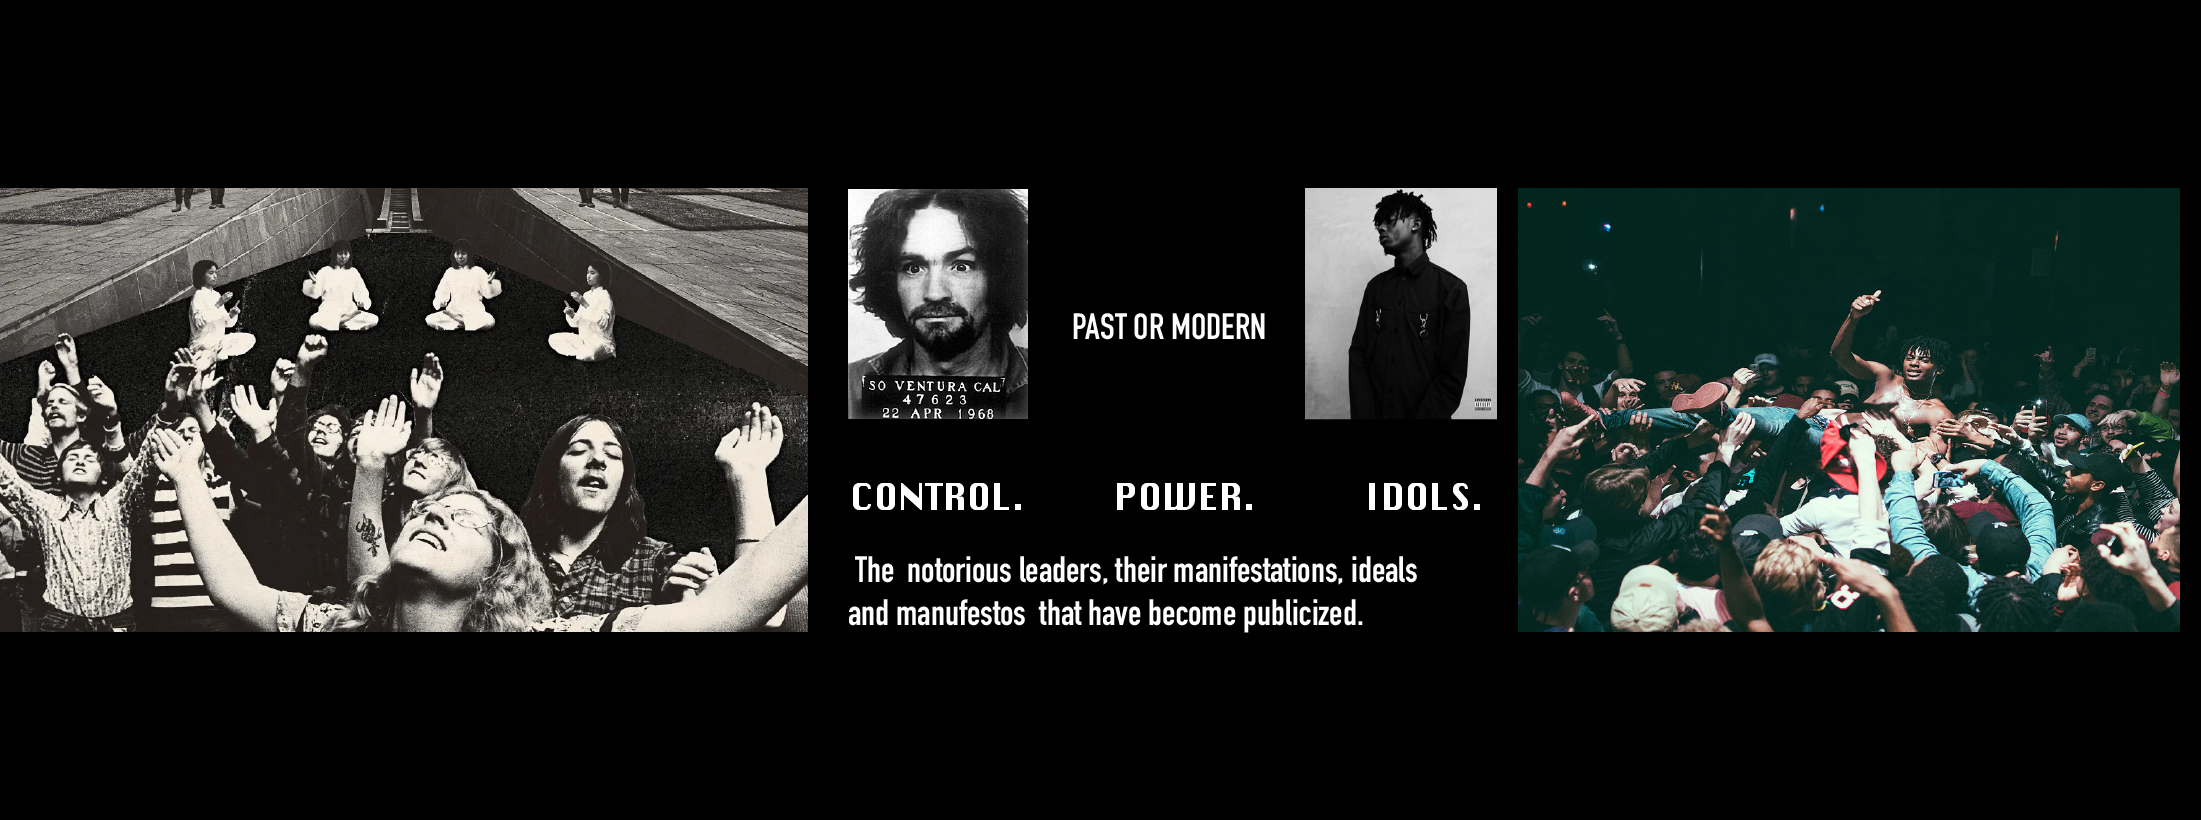 SO VENTURA CAL
47623
22 APR 1968
PAST OR MODERN
CONTROL. POWER. IDOLS.
The notorious leaders, their manifestations, ideals
and manufestos that have become publicized.